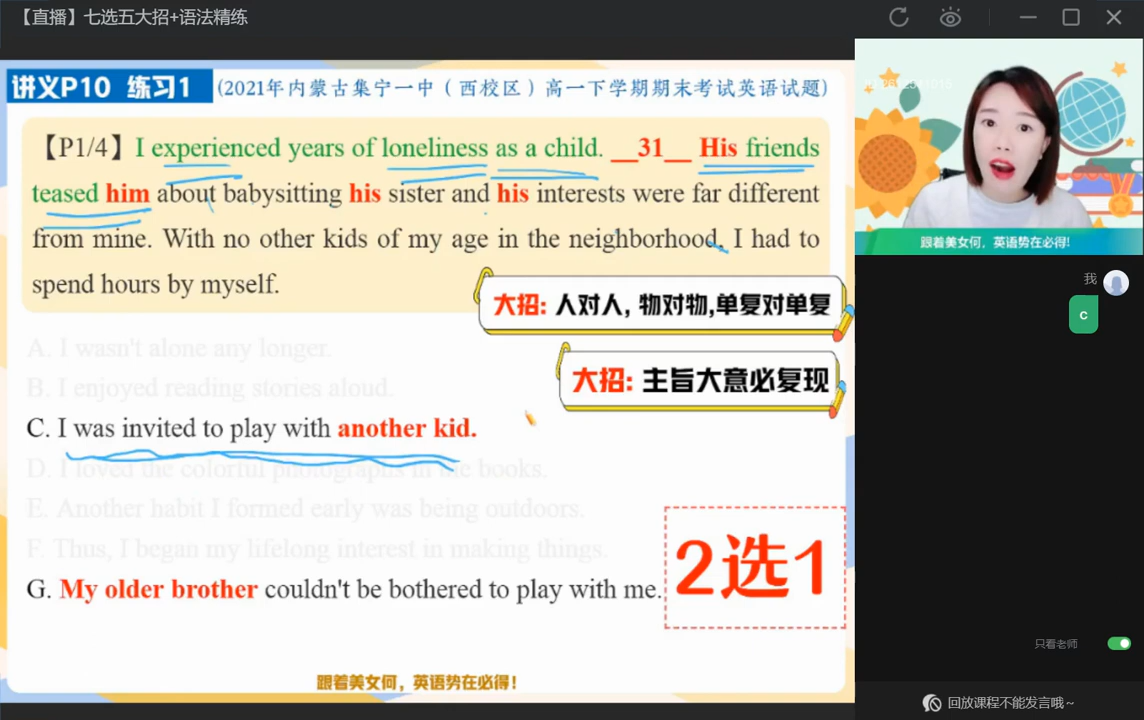 【直播】七选五大招+语法精练
讲义P10 练习1 (2021年内蒙古集宁一中（西校区）高一下学期期末考试英语试题)
【P1/4】I experienced years of loneliness as a child. __31__ His friends
teased him about babysitting his sister and his interests were far different
from mine. With no other kids of my age in the neighborhood, I had to
spend hours by myself.
大招: 人对人, 物对物,单复对单复
大招: 主旨大意必复现
A. I wasn't alone any longer.
B. I enjoyed reading stories aloud.
C. I was invited to play with another kid.
D. I loved the colorful photographs in the books.
E. Another habit I formed early was being outdoors.
F. Thus, I began my lifelong interest in making things.
G. My older brother couldn't be bothered to play with me.
2选1
跟着美女何，英语势在必得！
跟着美女何，英语势在必得!
我
c
只看老师
回放课程不能发言哦~